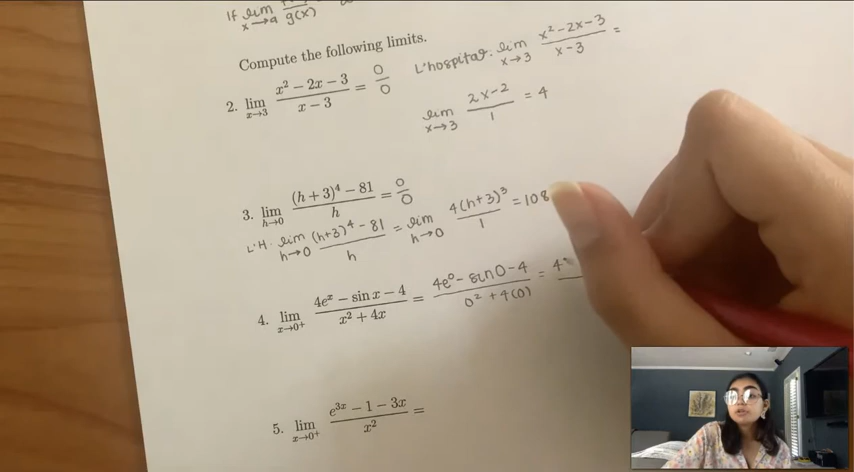 If lim x→a g(x)
Compute the following limits.
2. lim x→3 (x² − 2x − 3)/(x − 3) = 0/0
L'hospital: lim x→3 (x²−2x−3)/(x−3) =
lim x→3 (2x−2)/1 = 4
3. lim h→0 ((h + 3)⁴ − 81)/h = 0/0
L'H. lim h→0 ((h+3)⁴ − 81)/h = lim h→0 4(h+3)³/1 = 108
4. lim x→0⁺ (4eˣ − sin x − 4)/(x² + 4x) = (4e⁰ − sin 0 − 4)/(0² + 4(0)) = 4
5. lim x→0⁺ (e³ˣ − 1 − 3x)/x² =